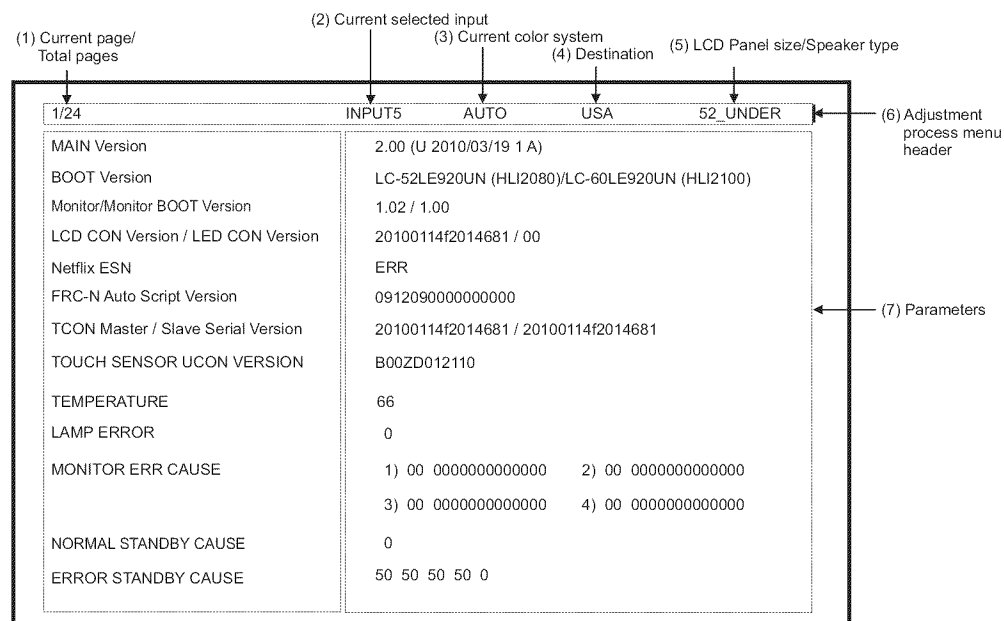 (2) Current selected input
(1) Current page/
Total pages
(3) Current color system
(4) Destination
(5) LCD Panel size/Speaker type
1/24 INPUT5 AUTO USA 52_UNDER
(6) Adjustment
process menu
header
MAIN Version 2.00 (U 2010/03/19 1 A)
BOOT Version LC-52LE920UN (HLI2080)/LC-60LE920UN (HLI2100)
Monitor/Monitor BOOT Version 1.02 / 1.00
LCD CON Version / LED CON Version 20100114f2014681 / 00
Netflix ESN ERR
FRC-N Auto Script Version 0912090000000000
(7) Parameters
TCON Master / Slave Serial Version 20100114f2014681 / 20100114f2014681
TOUCH SENSOR UCON VERSION B00ZD012110
TEMPERATURE 66
LAMP ERROR 0
MONITOR ERR CAUSE 1) 00 0000000000000 2) 00 0000000000000
3) 00 0000000000000 4) 00 0000000000000
NORMAL STANDBY CAUSE 0
ERROR STANDBY CAUSE 50 50 50 50 0